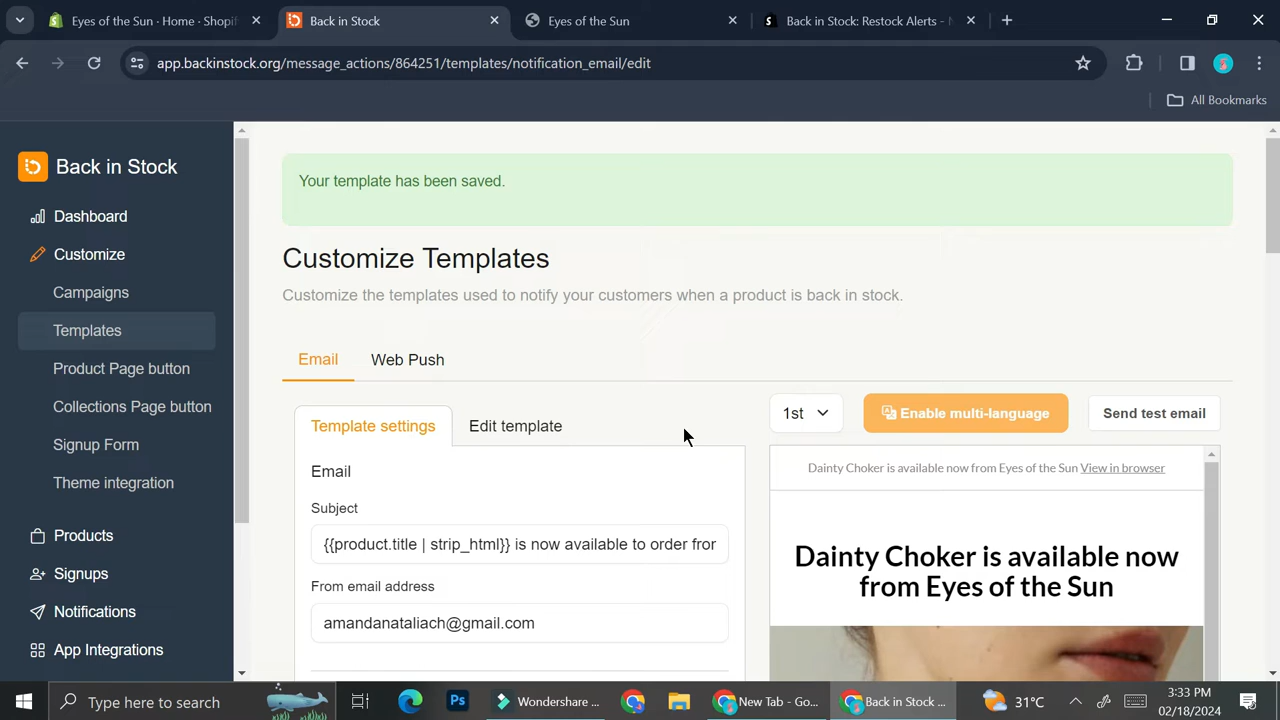 Eyes of the Sun · Home · Shopif
Back in Stock
Eyes of the Sun
Back in Stock: Restock Alerts -
app.backinstock.org/message_actions/864251/templates/notification_email/edit
All Bookmarks
Back in Stock
Dashboard
Customize
Campaigns
Templates
Product Page button
Collections Page button
Signup Form
Theme integration
Products
Signups
Notifications
App Integrations
Your template has been saved.
Customize Templates
Customize the templates used to notify your customers when a product is back in stock.
Email
Web Push
Template settings
Edit template
1st
Enable multi-language
Send test email
Email
Subject
{{product.title | strip_html}} is now available to order fror
From email address
amandanataliach@gmail.com
Dainty Choker is available now from Eyes of the Sun View in browser
Dainty Choker is available now
from Eyes of the Sun
Type here to search
Ps
Wondershare ...
New Tab - Go...
Back in Stock ...
31°C
3:33 PM
02/18/2024